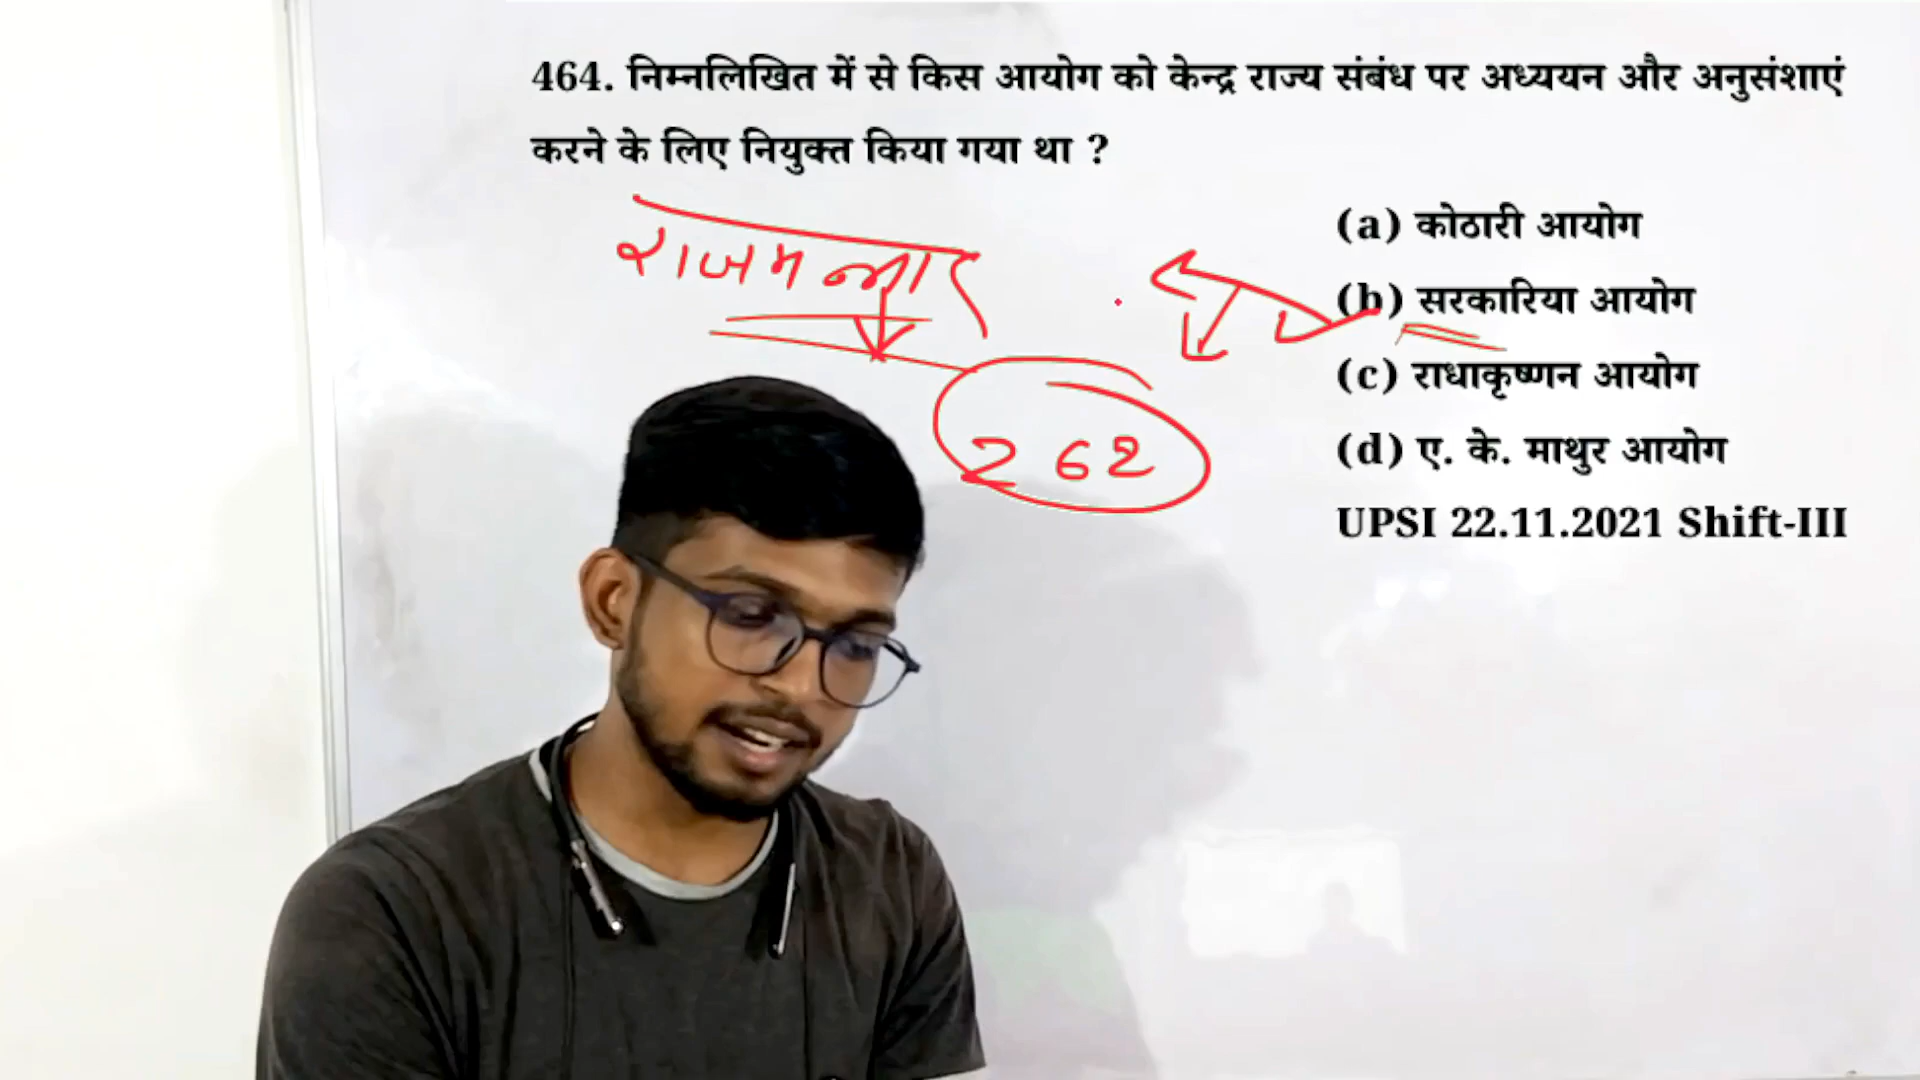 464. निम्नलिखित में से किस आयोग को केन्द्र राज्य संबंध पर अध्ययन और अनुसंशाएं
करने के लिए नियुक्त किया गया था ?
(a) कोठारी आयोग
(b) सरकारिया आयोग
(c) राधाकृष्णन आयोग
(d) ए. के. माथुर आयोग
UPSI 22.11.2021 Shift-III
राजमन्नार
262